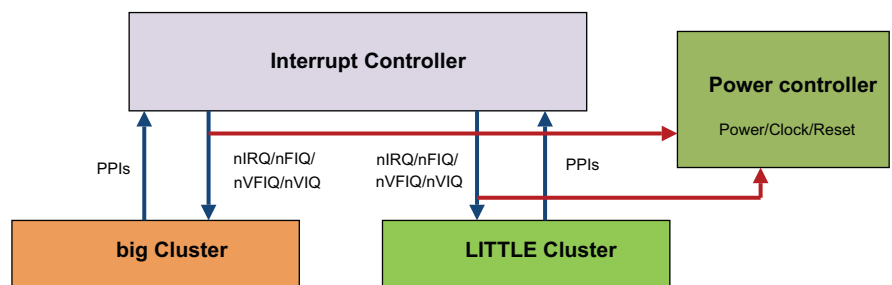 Interrupt Controller
Power controller
Power/Clock/Reset
PPIs
nIRQ/nFIQ/
nVFIQ/nVIQ
nIRQ/nFIQ/
nVFIQ/nVIQ
PPIs
big Cluster
LITTLE Cluster